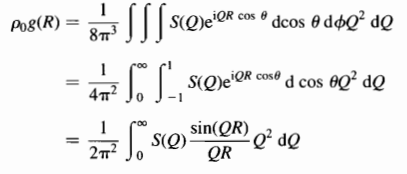 ρ₀g(R) = 1/8π³ ∫∫∫ S(Q)e^{iQR cos θ} dcos θ dϕQ² dQ
= 1/4π² ∫₀^∞ ∫₋₁^1 S(Q)e^{iQR cosθ} d cos θQ² dQ
= 1/2π² ∫₀^∞ S(Q) sin(QR)/QR Q² dQ